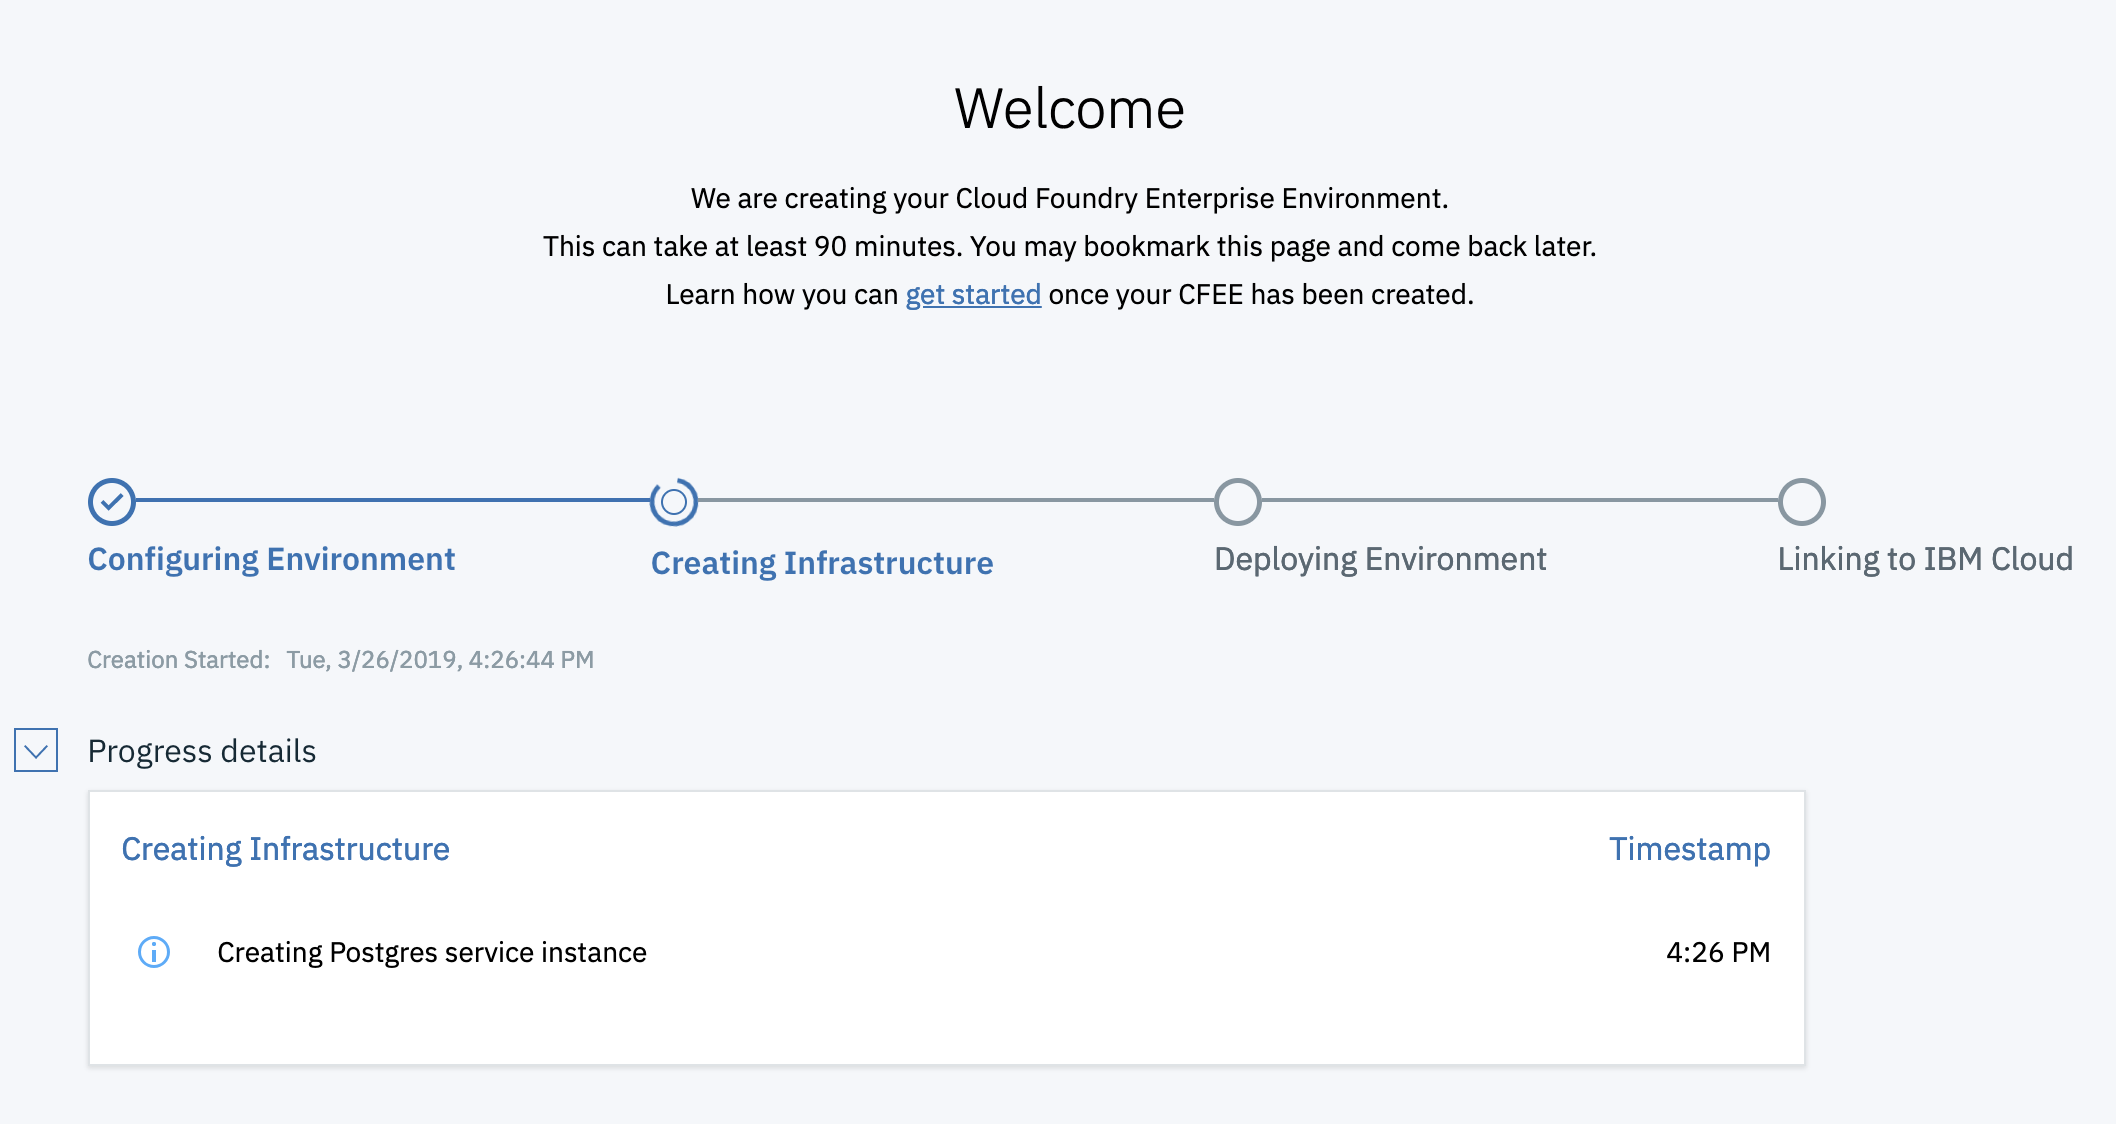 Welcome
We are creating your Cloud Foundry Enterprise Environment.
This can take at least 90 minutes. You may bookmark this page and come back later.
Learn how you can get started once your CFEE has been created.
Configuring Environment
Creating Infrastructure
Deploying Environment
Linking to IBM Cloud
Creation Started: Tue, 3/26/2019, 4:26:44 PM
Progress details
Creating Infrastructure Timestamp
Creating Postgres service instance 4:26 PM